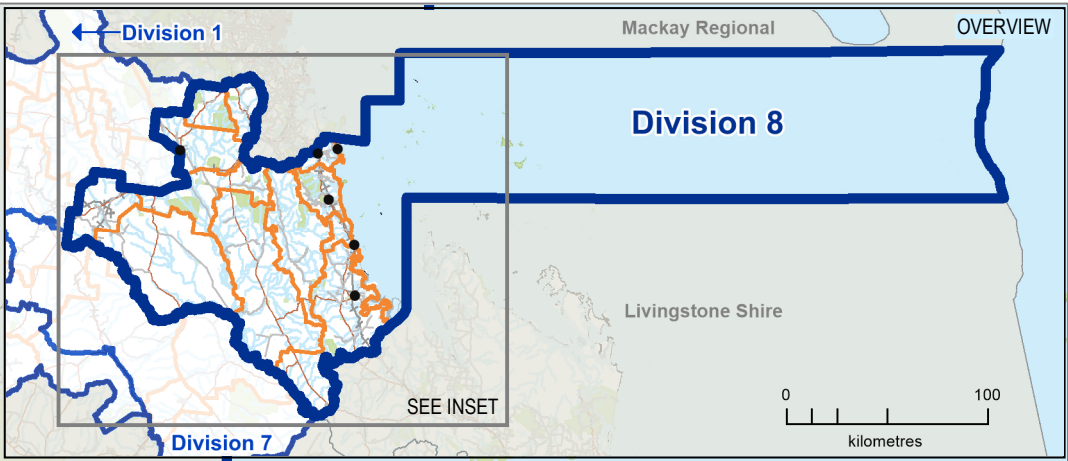 Mackay Regional
OVERVIEW
Division 1
Division 8
Livingstone Shire
0 100
kilometres
SEE INSET
Division 7